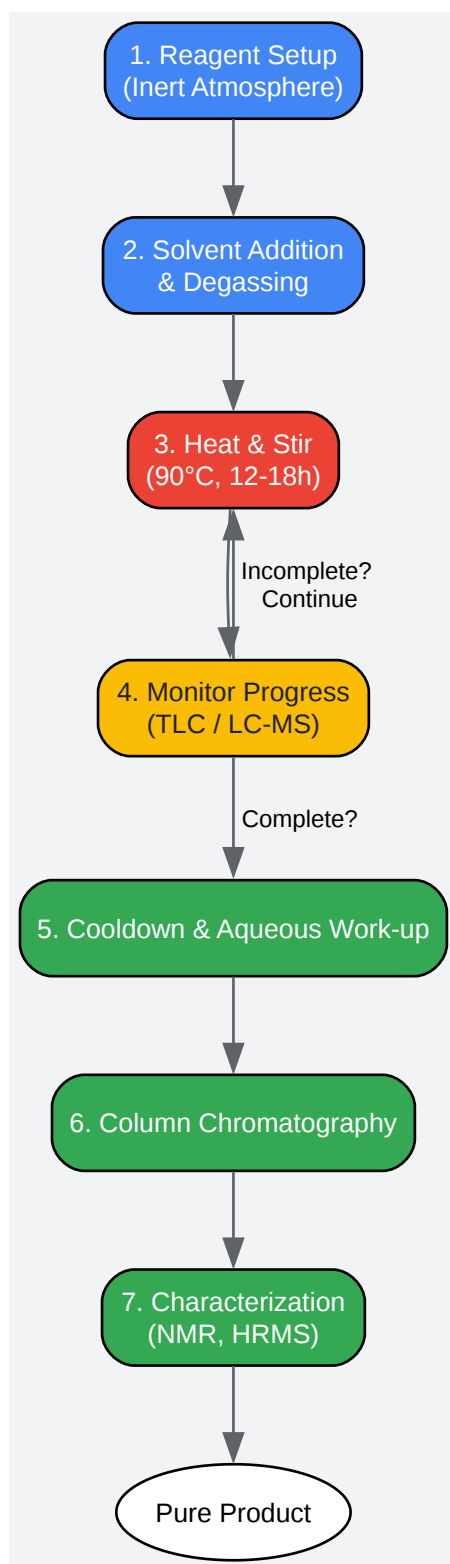 1. Reagent Setup
(Inert Atmosphere)
2. Solvent Addition
& Degassing
3. Heat & Stir
(90°C, 12-18h)
Incomplete?
Continue
4. Monitor Progress
(TLC / LC-MS)
Complete?
5. Cooldown & Aqueous Work-up
6. Column Chromatography
7. Characterization
(NMR, HRMS)
Pure Product